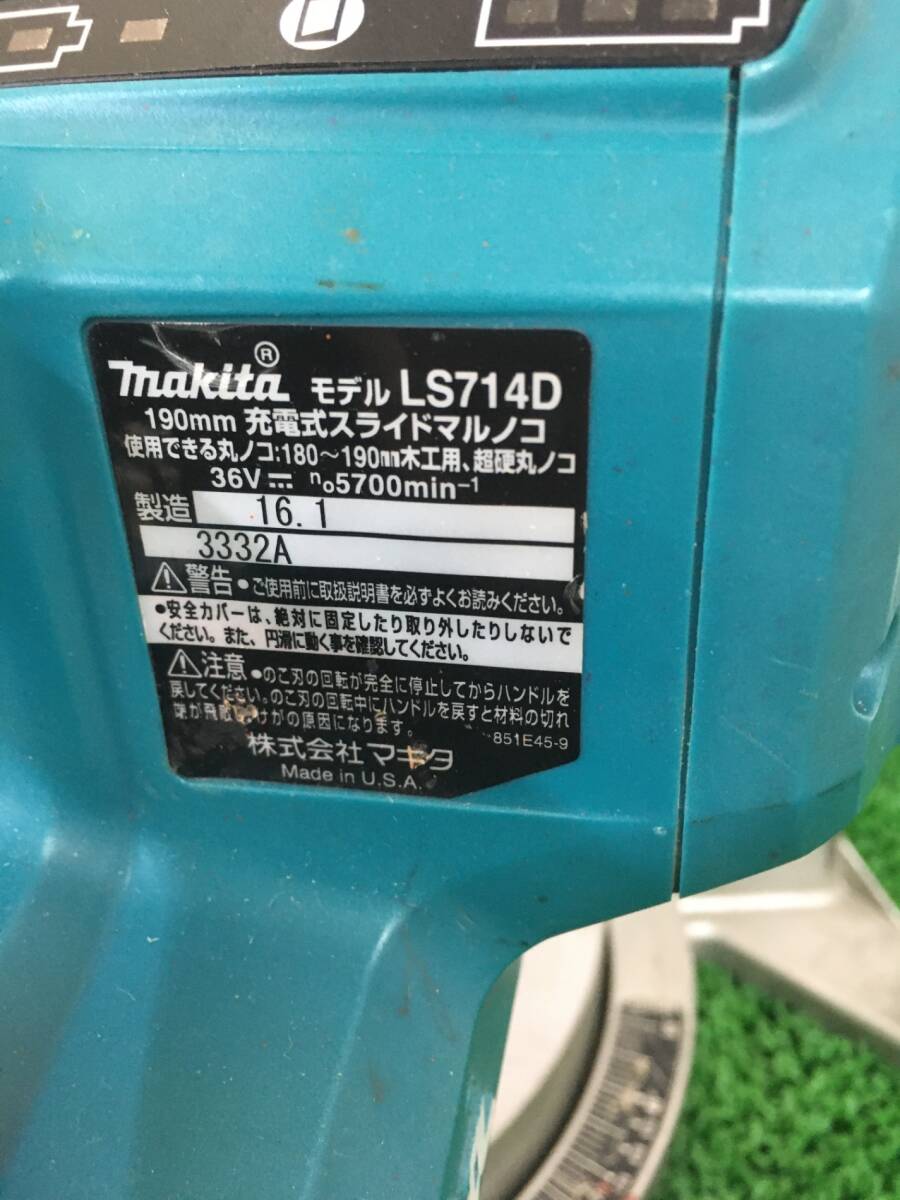 makita® モデル LS714D
190mm 充電式スライドマルノコ
使用できる丸ノコ:180~190mm木工用、超硬丸ノコ
36V⎓ n₀5700min⁻¹
製造 16.1
3332A
⚠警告 ●ご使用前に取扱説明書を必ずよくお読みください。
●安全カバーは、絶対に固定したり取り外したりしないで
ください。また、円滑に動く事を確認してください。
⚠注意 ●のこ刃の回転が完全に停止してからハンドルを
戻してください。のこ刃の回転中にハンドルを戻すと材料の切れ
端が飛散しけがの原因になります。
851E45-9
株式会社 マキタ
Made in U.S.A.